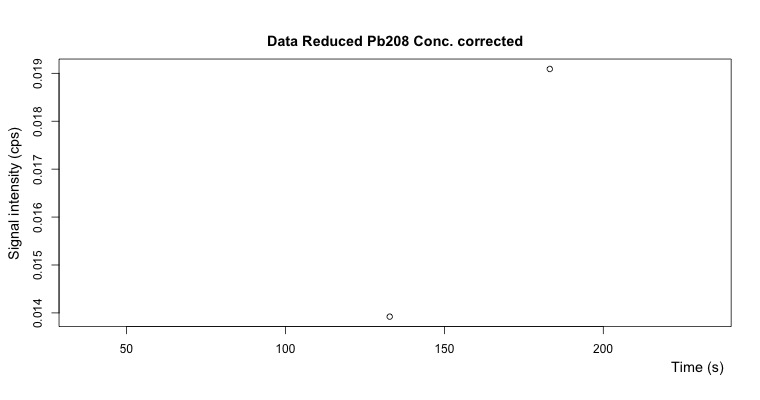 Data Reduced Pb208 Conc. corrected
Signal intensity (cps)
0.019
0.018
0.017
0.016
0.015
0.014
50 100 150 200
Time (s)